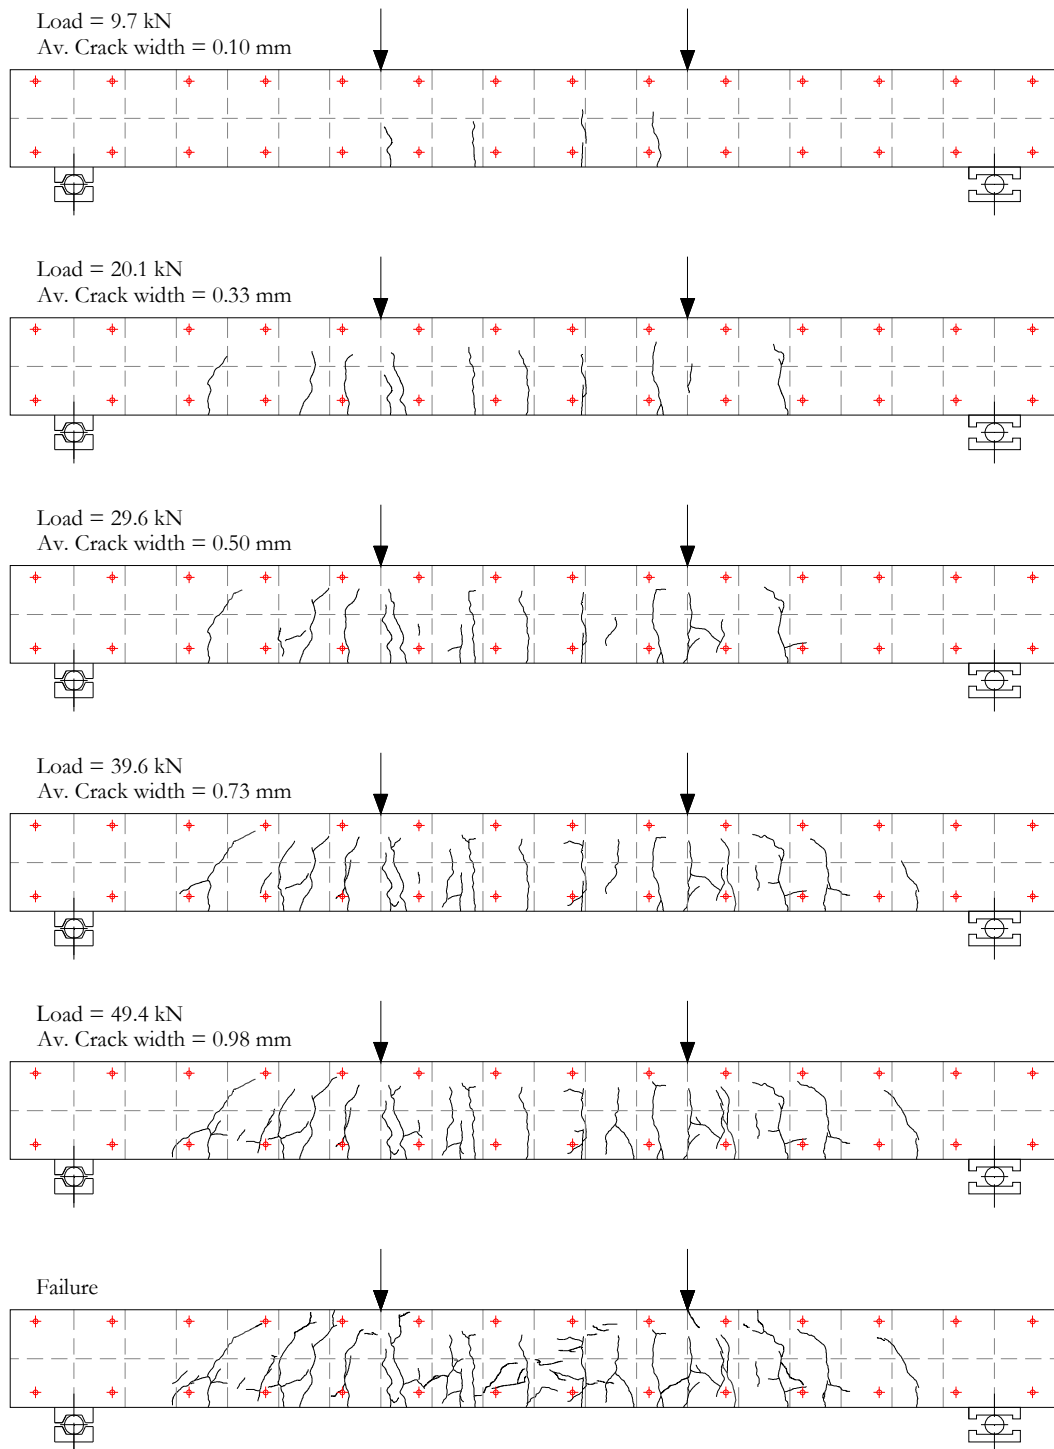 Load = 9.7 kN
Av. Crack width = 0.10 mm
Load = 20.1 kN
Av. Crack width = 0.33 mm
Load = 29.6 kN
Av. Crack width = 0.50 mm
Load = 39.6 kN
Av. Crack width = 0.73 mm
Load = 49.4 kN
Av. Crack width = 0.98 mm
Failure